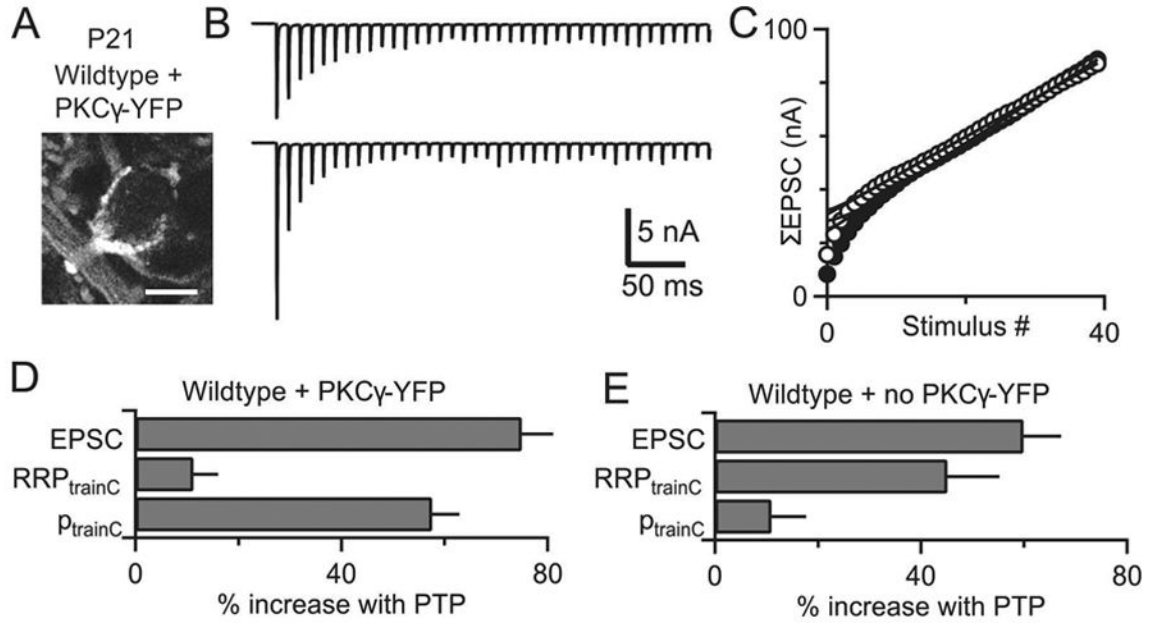 A
P21
Wildtype +
PKCγ-YFP
B
5 nA
50 ms
C
100
ΣEPSC (nA)
0
0
Stimulus #
40
D
Wildtype + PKCγ-YFP
EPSC
RRPtrainC
ptrainC
0
40
80
% increase with PTP
E
Wildtype + no PKCγ-YFP
EPSC
RRPtrainC
ptrainC
0
40
80
% increase with PTP